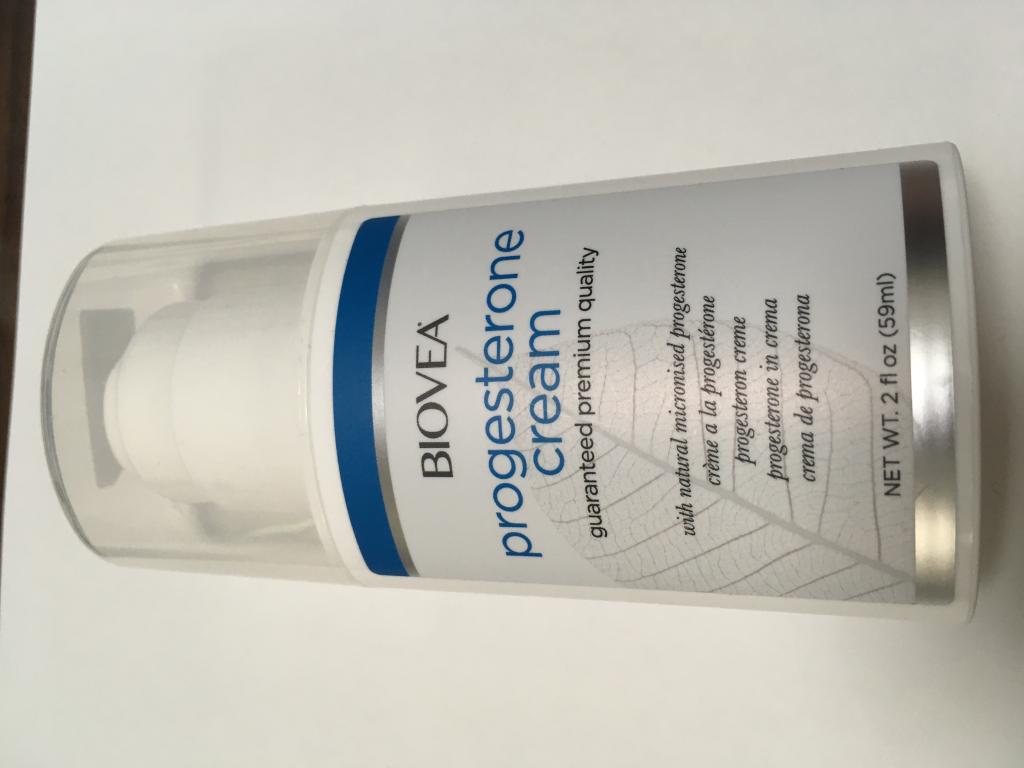 BIOVEA
progesterone
cream
guaranteed premium quality
with natural micromised progesterone
crème a la progestérone
progesteron creme
progesterone in crema
crema de progesterona
NET WT. 2 fl oz (59ml)